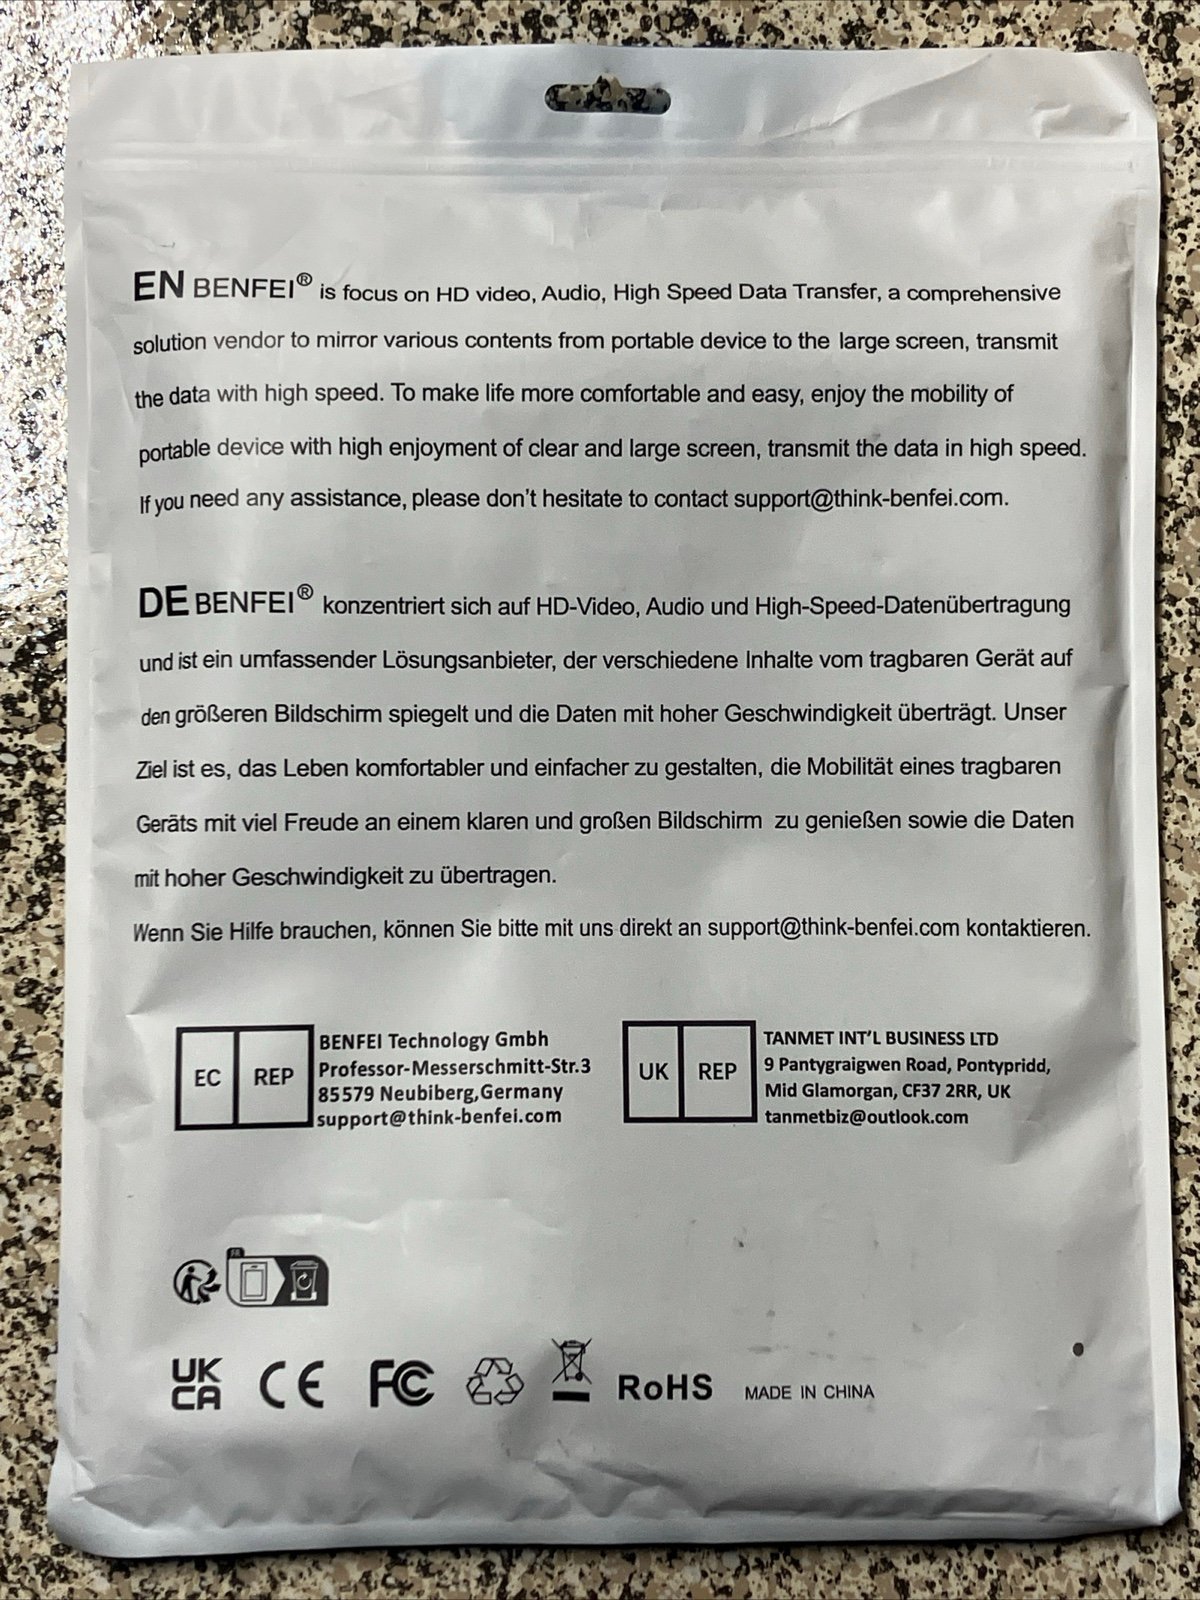 EN BENFEI® is focus on HD video, Audio, High Speed Data Transfer, a comprehensive
solution vendor to mirror various contents from portable device to the large screen, transmit
the data with high speed. To make life more comfortable and easy, enjoy the mobility of
portable device with high enjoyment of clear and large screen, transmit the data in high speed.
If you need any assistance, please don't hesitate to contact support@think-benfei.com.
DE BENFEI® konzentriert sich auf HD-Video, Audio und High-Speed-Datenübertragung
und ist ein umfassender Lösungsanbieter, der verschiedene Inhalte vom tragbaren Gerät auf
den größeren Bildschirm spiegelt und die Daten mit hoher Geschwindigkeit überträgt. Unser
Ziel ist es, das Leben komfortabler und einfacher zu gestalten, die Mobilität eines tragbaren
Geräts mit viel Freude an einem klaren und großen Bildschirm zu genießen sowie die Daten
mit hoher Geschwindigkeit zu übertragen.
Wenn Sie Hilfe brauchen, können Sie bitte mit uns direkt an support@think-benfei.com kontaktieren.
EC REP
BENFEI Technology Gmbh
Professor-Messerschmitt-Str.3
85579 Neubiberg,Germany
support@think-benfei.com
UK REP
TANMET INT'L BUSINESS LTD
9 Pantygraigwen Road, Pontypridd,
Mid Glamorgan, CF37 2RR, UK
tanmetbiz@outlook.com
FR
UK
CA
CE FC RoHS MADE IN CHINA